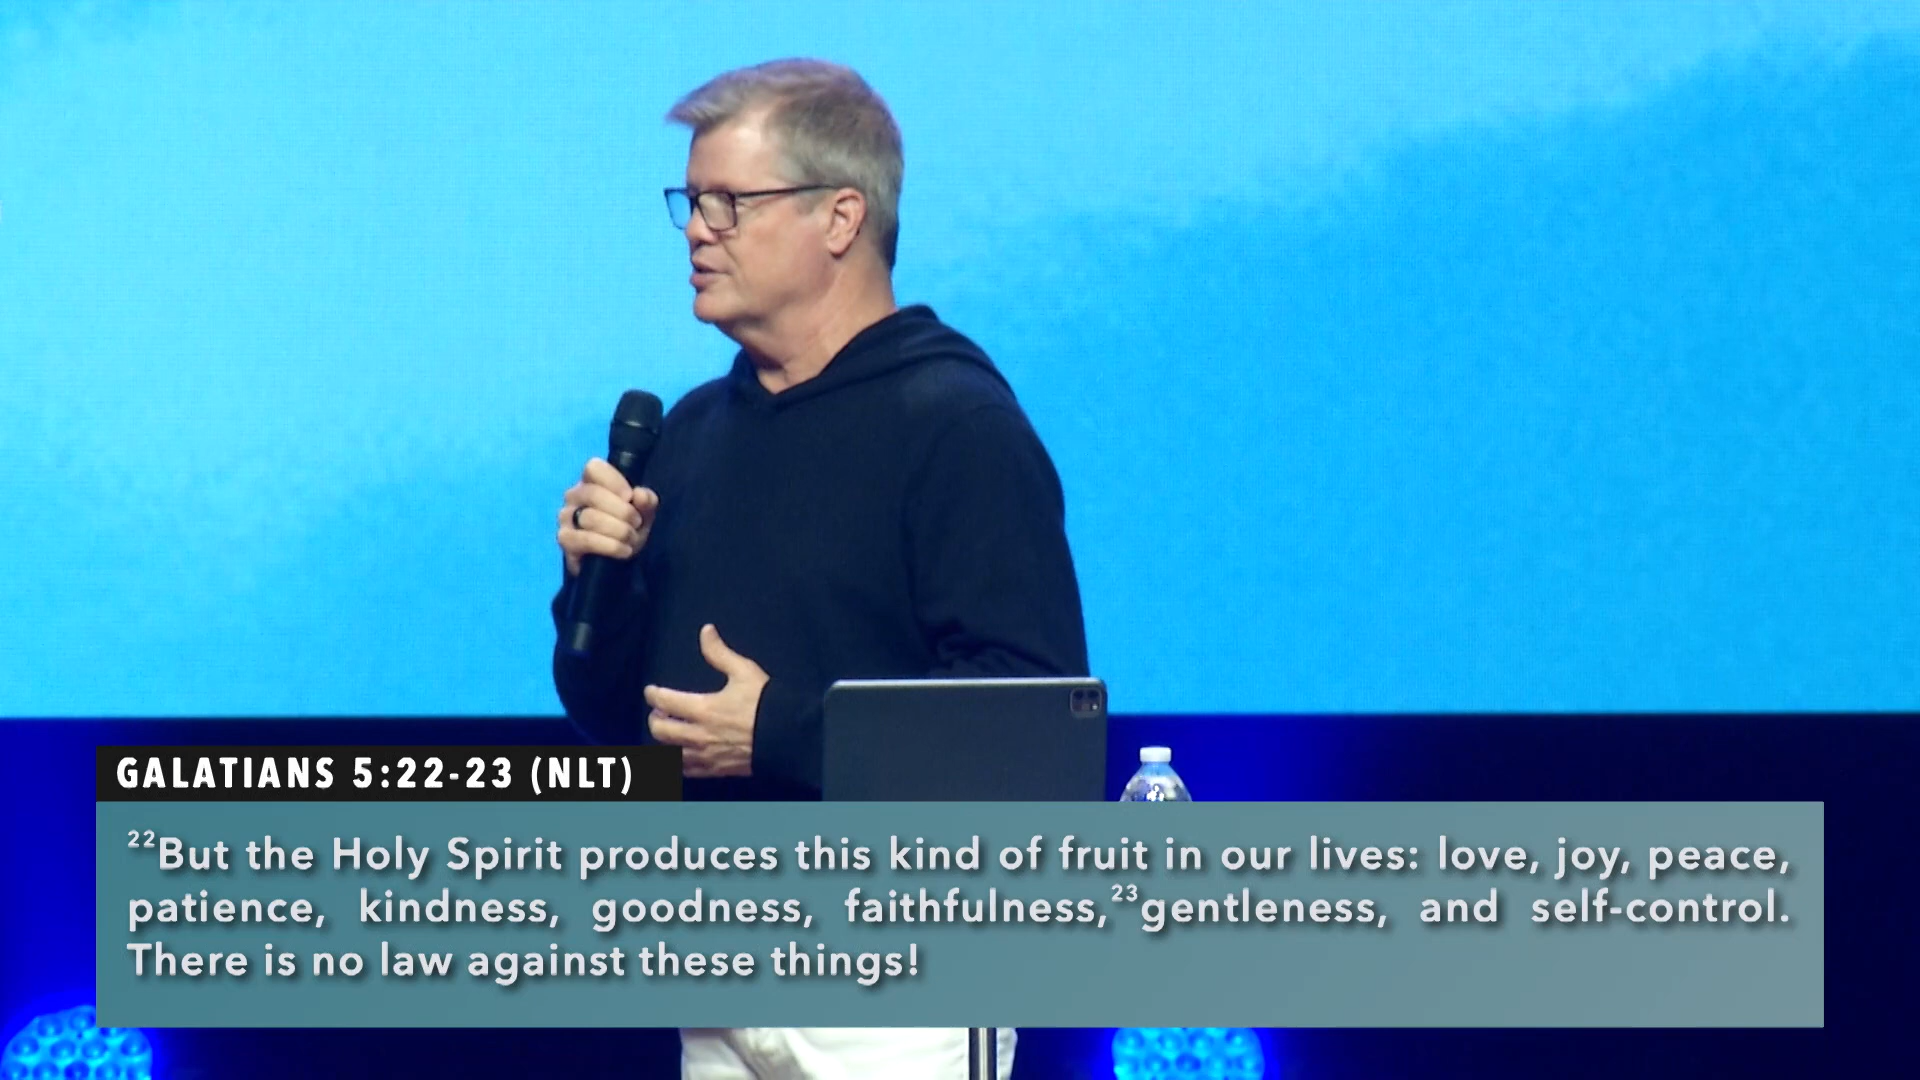 GALATIANS 5:22-23 (NLT)
22But the Holy Spirit produces this kind of fruit in our lives: love, joy, peace,
patience, kindness, goodness, faithfulness,23gentleness, and self-control.
There is no law against these things!